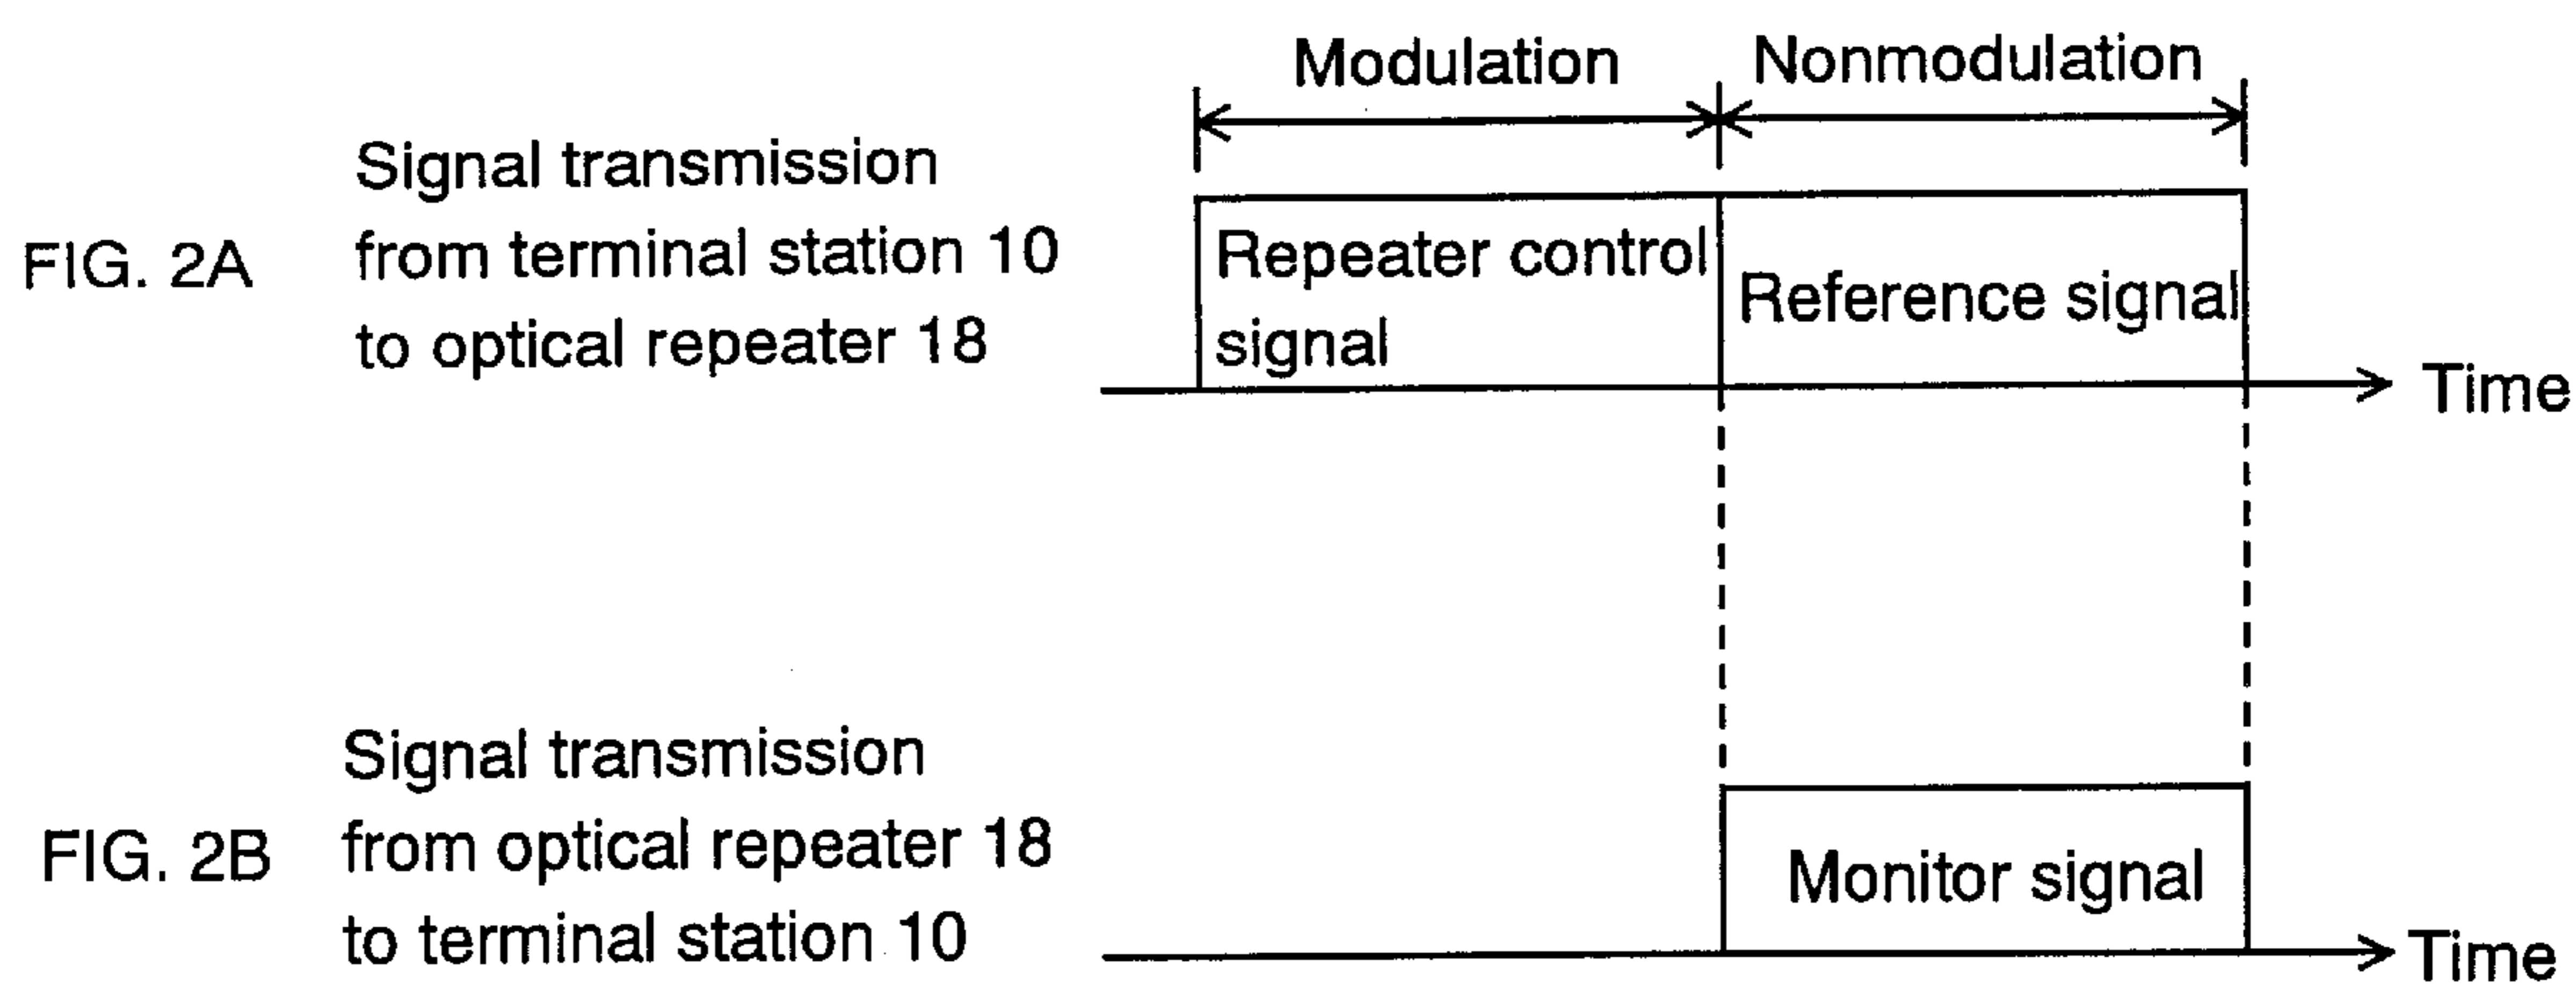 Modulation
Nonmodulation
FIG. 2A
Signal transmission
from terminal station 10
to optical repeater 18
Repeater control
signal
Reference signal
Time
FIG. 2B
Signal transmission
from optical repeater 18
to terminal station 10
Monitor signal
Time